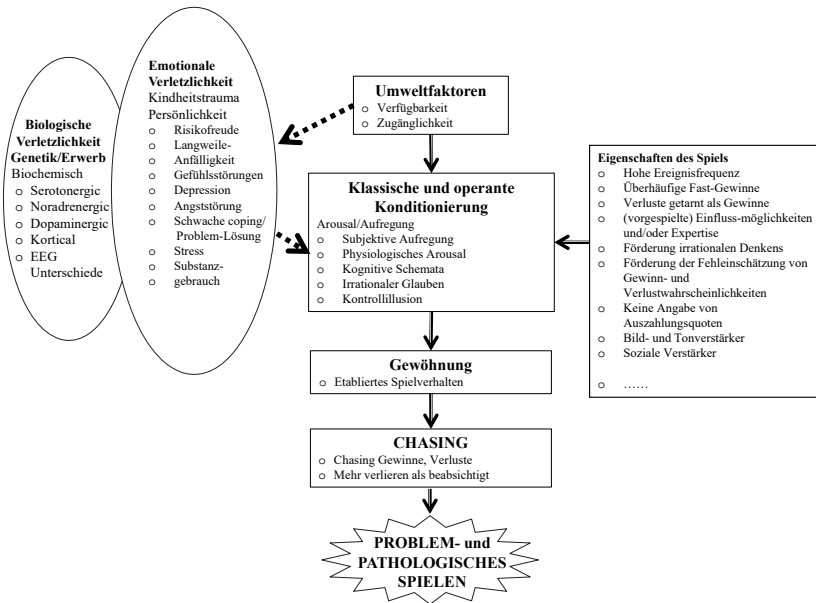 Biologische
Verletzlichkeit
Genetik/Erwerb
Biochemisch
o Serotonergic
o Noradrenergic
o Dopaminergic
o Kortical
o EEG
Unterschiede
Emotionale
Verletzlichkeit
Kindheitstrauma
Persönlichkeit
o Risikofreude
o Langweile-
o Anfälligkeit
o Gefühlsstörungen
o Depression
o Angststörung
o Schwache coping/
Problem-Lösung
o Stress
o Substanz-
o gebrauch
Umweltfaktoren
o Verfügbarkeit
o Zugänglichkeit
Klassische und operante
Konditionierung
Arousal/Aufregung
o Subjektive Aufregung
o Physiologisches Arousal
o Kognitive Schemata
o Irrationaler Glauben
o Kontrollillusion
Eigenschaften des Spiels
o Hohe Ereignisfrequenz
o Überhäufige Fast-Gewinne
o Verluste getarnt als Gewinne
o (vorgespielte) Einfluss-möglichkeiten
und/oder Expertise
o Förderung irrationalen Denkens
o Förderung der Fehleinschätzung von
Gewinn- und
Verlustwahrscheinlichkeiten
o Keine Angabe von
Auszahlungsquoten
o Bild- und Tonverstärker
o Soziale Verstärker
o ……
Gewöhnung
o Etabliertes Spielverhalten
CHASING
o Chasing Gewinne, Verluste
o Mehr verlieren als beabsichtigt
PROBLEM- und
PATHOLOGISCHES
SPIELEN